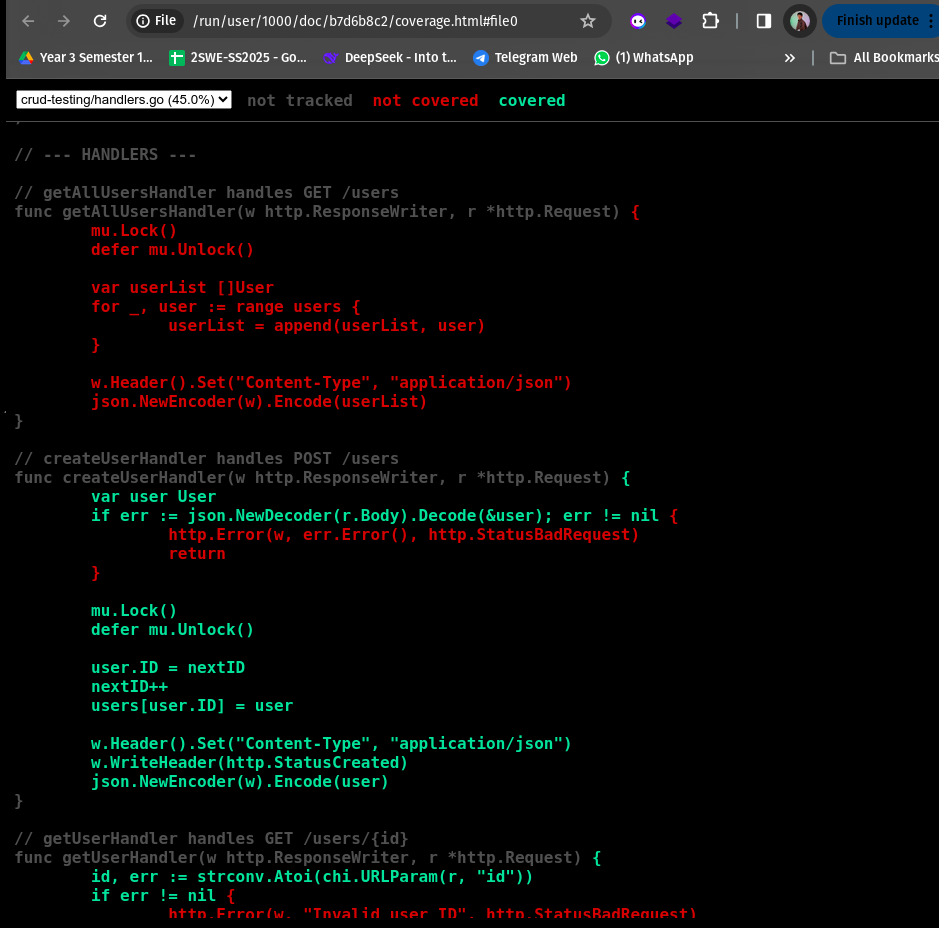 File /run/user/1000/doc/b7d6b8c2/coverage.html#file0 Finish update
Year 3 Semester 1... 2SWE-SS2025 - Go... DeepSeek - Into t... Telegram Web (1) WhatsApp » All Bookmarks
crud-testing/handlers.go (45.0%) not tracked not covered covered
// --- HANDLERS ---
// getAllUsersHandler handles GET /users
func getAllUsersHandler(w http.ResponseWriter, r *http.Request) {
mu.Lock()
defer mu.Unlock()
var userList []User
for _, user := range users {
userList = append(userList, user)
}
w.Header().Set("Content-Type", "application/json")
json.NewEncoder(w).Encode(userList)
}
// createUserHandler handles POST /users
func createUserHandler(w http.ResponseWriter, r *http.Request) {
var user User
if err := json.NewDecoder(r.Body).Decode(&user); err != nil {
http.Error(w, err.Error(), http.StatusBadRequest)
return
}
mu.Lock()
defer mu.Unlock()
user.ID = nextID
nextID++
users[user.ID] = user
w.Header().Set("Content-Type", "application/json")
w.WriteHeader(http.StatusCreated)
json.NewEncoder(w).Encode(user)
}
// getUserHandler handles GET /users/{id}
func getUserHandler(w http.ResponseWriter, r *http.Request) {
id, err := strconv.Atoi(chi.URLParam(r, "id"))
if err != nil {
http.Error(w, "Invalid user ID", http.StatusBadRequest)